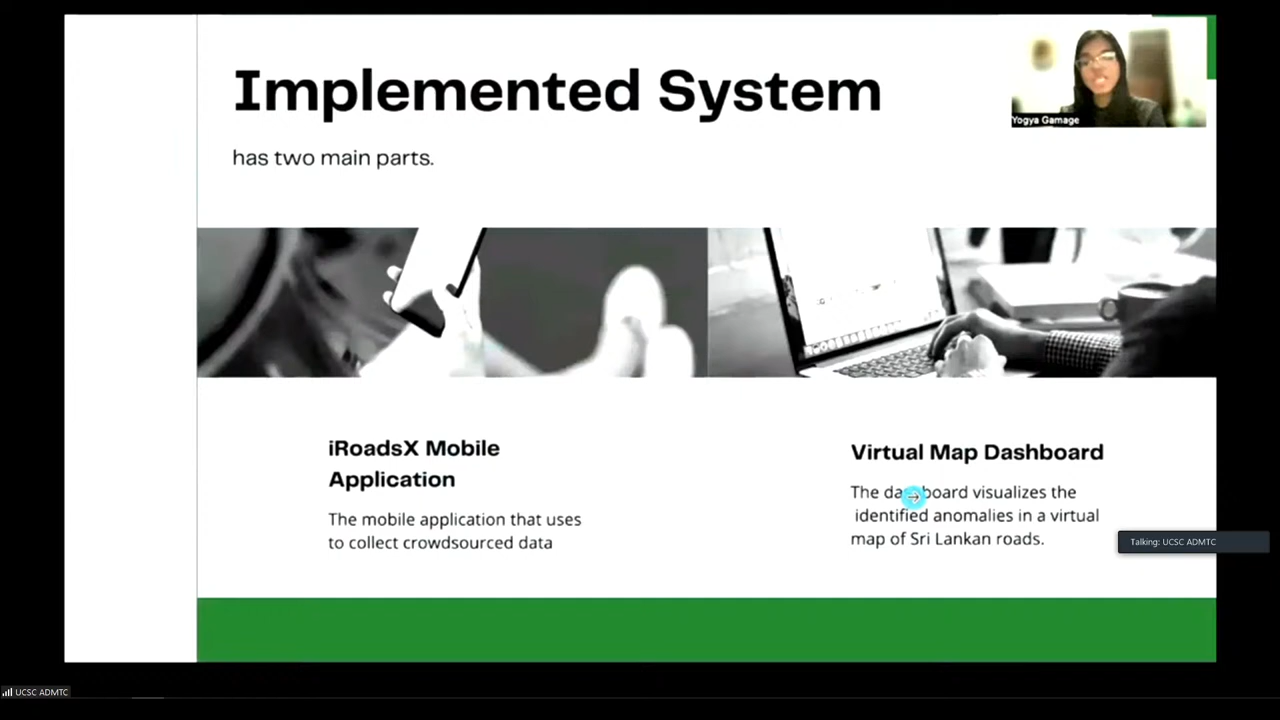 Implemented System
Yogya Gamage
has two main parts.
iRoadsX Mobile
Application
The mobile application that uses
to collect crowdsourced data
Virtual Map Dashboard
The da board visualizes the
identified anomalies in a virtual
map of Sri Lankan roads.
Talking: UCSC ADMTC
UCSC ADMTC